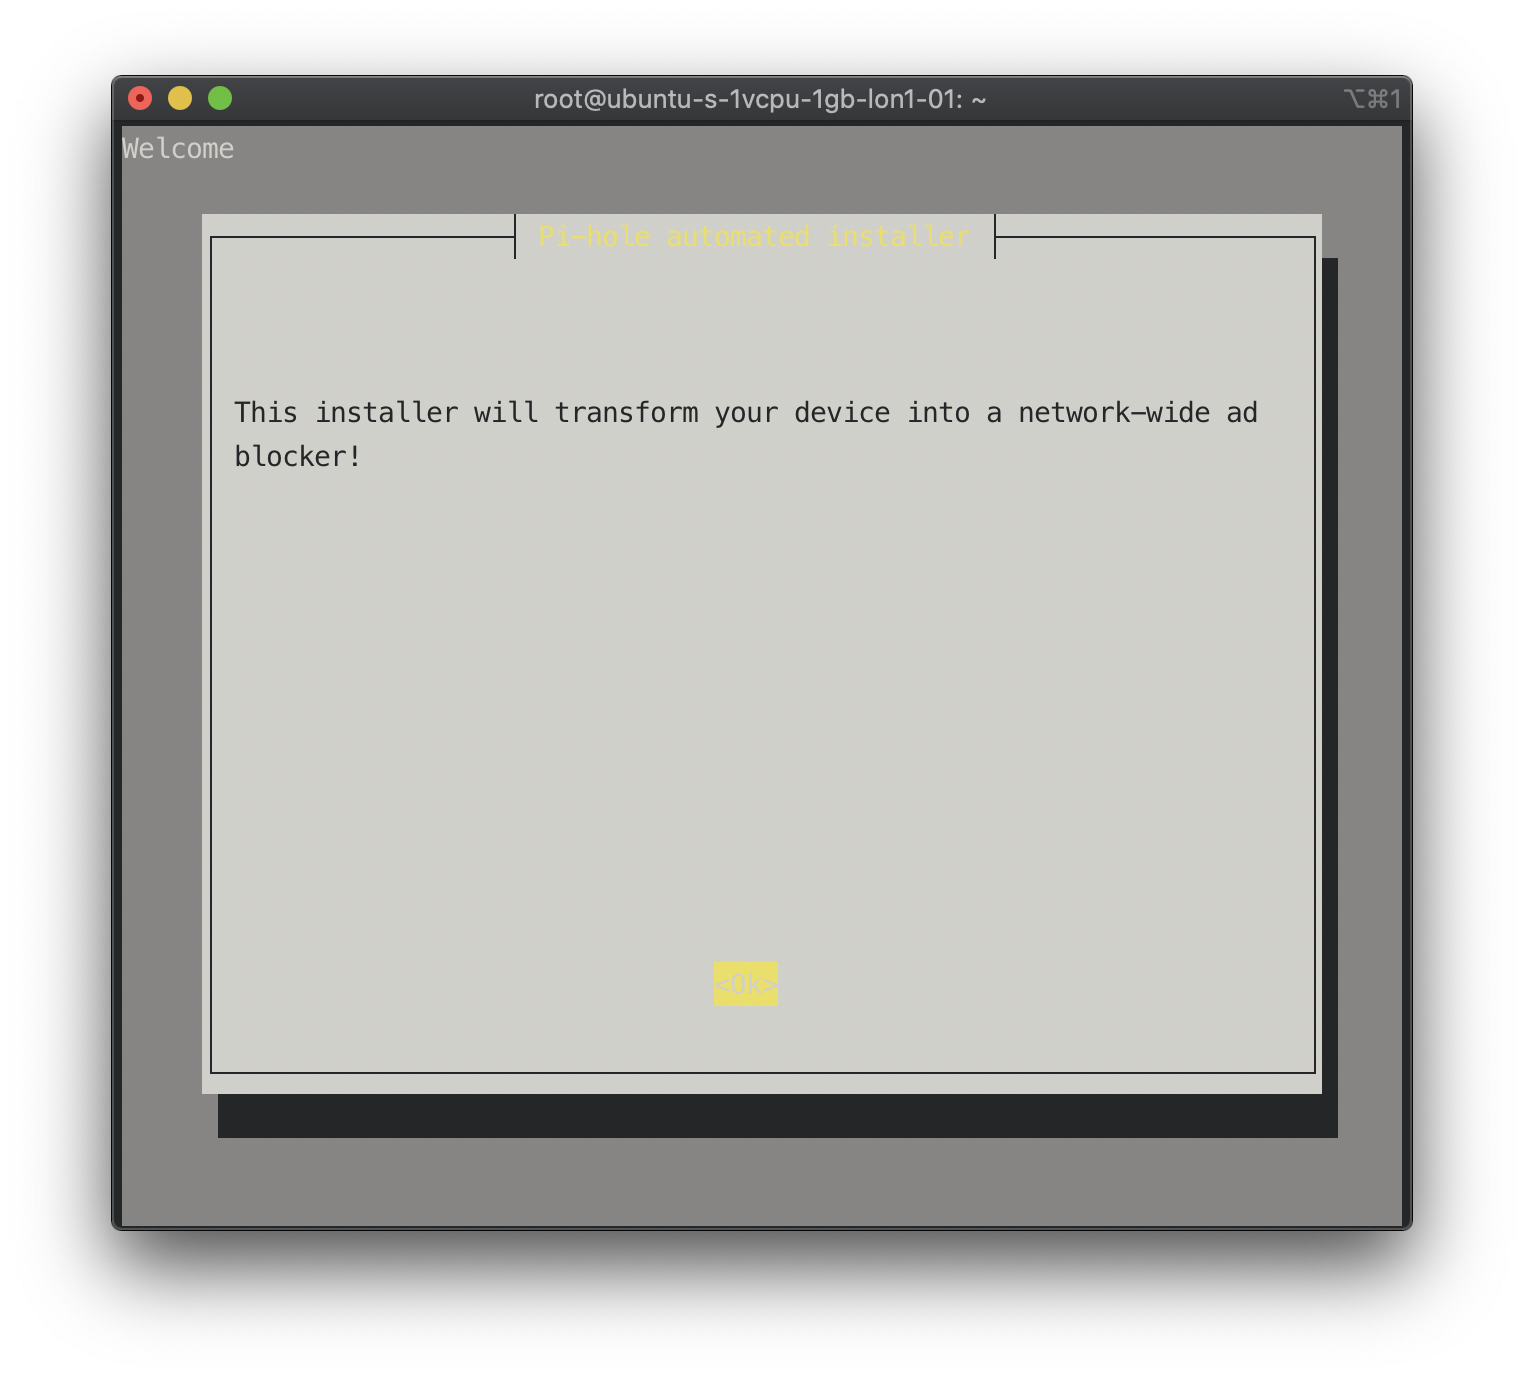 root@ubuntu-s-1vcpu-1gb-lon1-01: ~
⌥⌘1
Welcome
Pi-hole automated installer
This installer will transform your device into a network-wide ad
blocker!
<Ok>